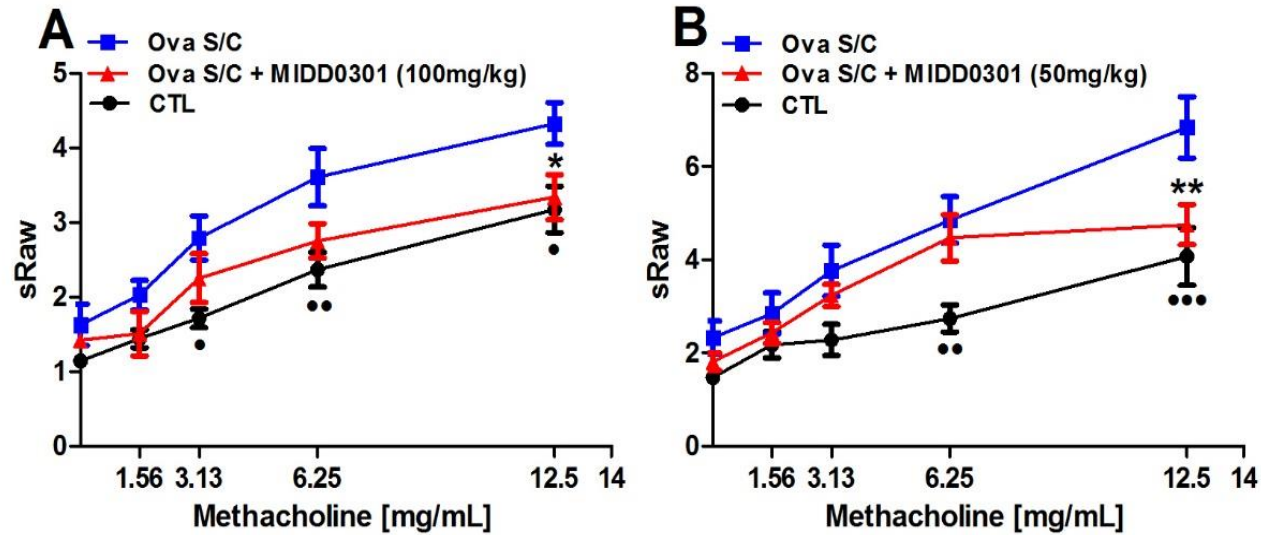 A
Ova S/C
Ova S/C + MIDD0301 (100mg/kg)
CTL
5
4
3
2
1
0
sRaw
*
•
••
•
1.56 3.13 6.25 12.5 14
Methacholine [mg/mL]
B
Ova S/C
Ova S/C + MIDD0301 (50mg/kg)
CTL
8
6
4
2
0
sRaw
**
•••
••
1.56 3.13 6.25 12.5 14
Methacholine [mg/mL]